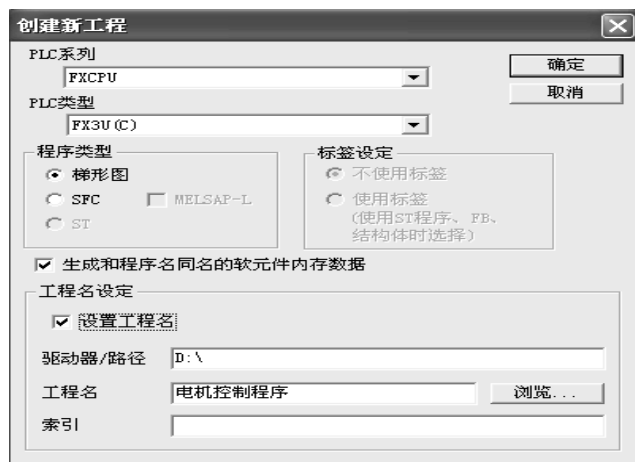 创建新工程
PLC系列
FXCPU
确定
取消
PLC类型
FX3U(C)
程序类型
标签设定
梯形图
不使用标签
SFC
MELSAP-L
使用标签
(使用ST程序、FB、
ST
结构体时选择)
生成和程序名同名的软元件内存数据
工程名设定
设置工程名
驱动器/路径
D:\
工程名
电机控制程序
浏览...
索引